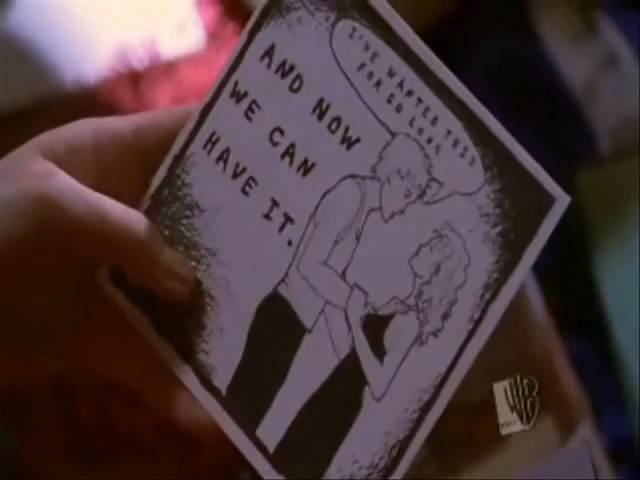 I'VE WANTED THIS
FOR SO LONG
AND NOW
WE CAN
HAVE IT.
WB